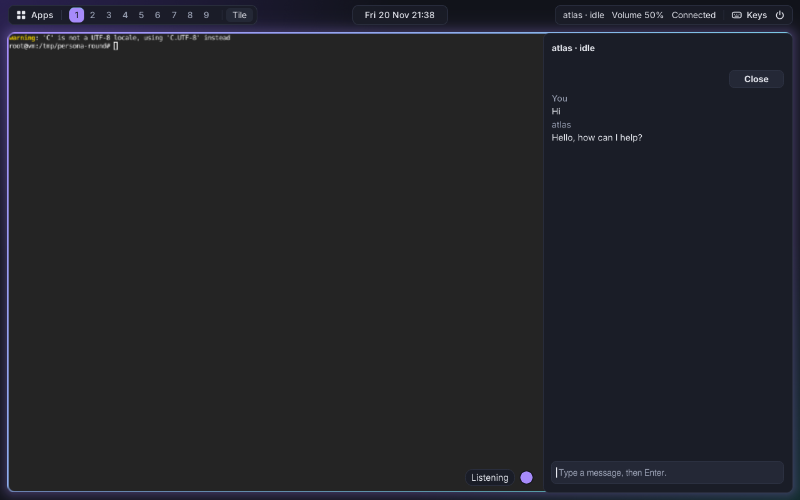 Apps 1 2 3 4 5 6 7 8 9 Tile
Fri 20 Nov 21:38
atlas · idle Volume 50% Connected Keys
warning: 'C' is not a UTF-8 locale, using 'C.UTF-8' instead
root@vm:/tmp/persona-round#
atlas · idle
Close
You
Hi
atlas
Hello, how can I help?
Listening
Type a message, then Enter.